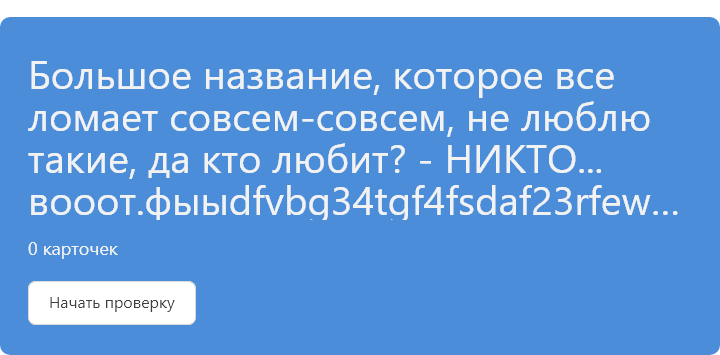 Большое название, которое все
ломает совсем-совсем, не люблю
такие, да кто любит? - НИКТО...
вооот.фыыdfvbg34tgf4fsdaf23rfew...
0 карточек
Начать проверку